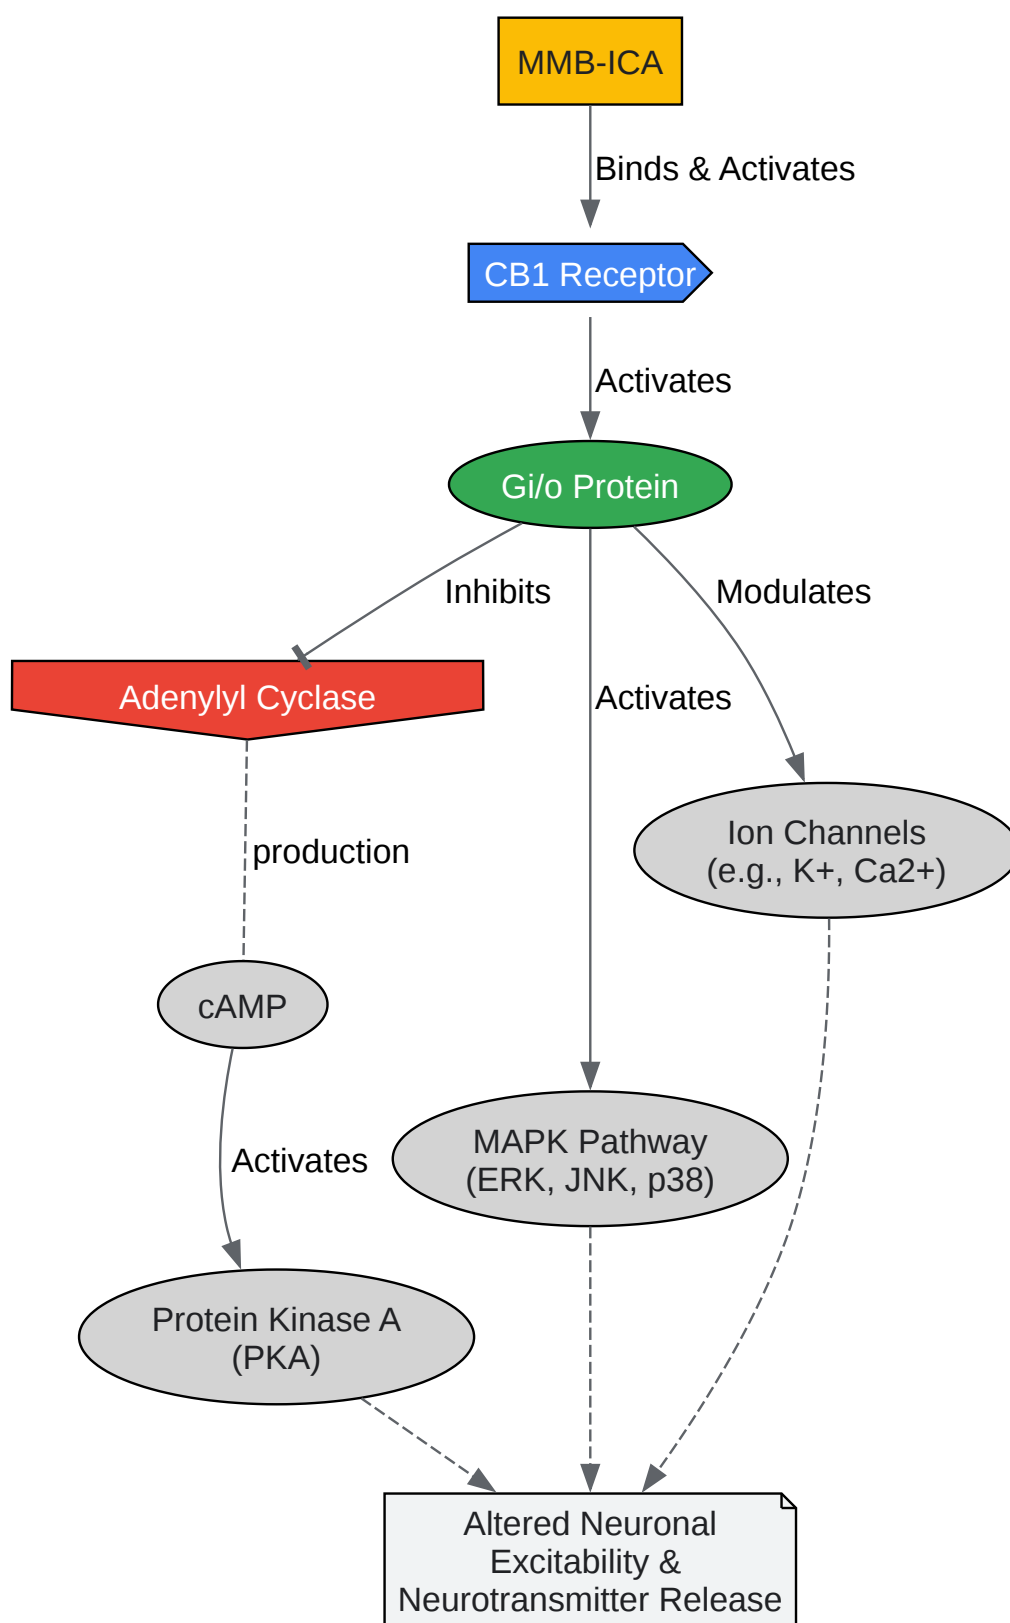 MMB-ICA
Binds & Activates
CB1 Receptor
Activates
Gi/o Protein
Inhibits
Modulates
Adenylyl Cyclase
Activates
production
Ion Channels
(e.g., K+, Ca2+)
cAMP
MAPK Pathway
(ERK, JNK, p38)
Activates
Protein Kinase A
(PKA)
Altered Neuronal
Excitability &
Neurotransmitter Release